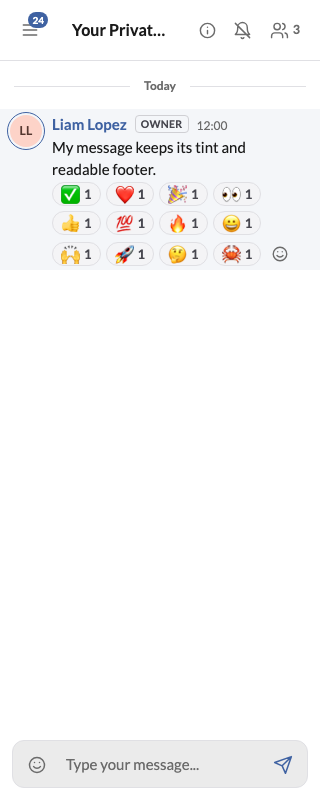 24
Your Privat...
3
Today
LL
Liam Lopez OWNER 12:00
My message keeps its tint and
readable footer.
✅ 1 ❤️ 1 🎉 1 👀 1
👍 1 💯 1 🔥 1 😀 1
🙌 1 🚀 1 🤔 1 🦀 1
Type your message...